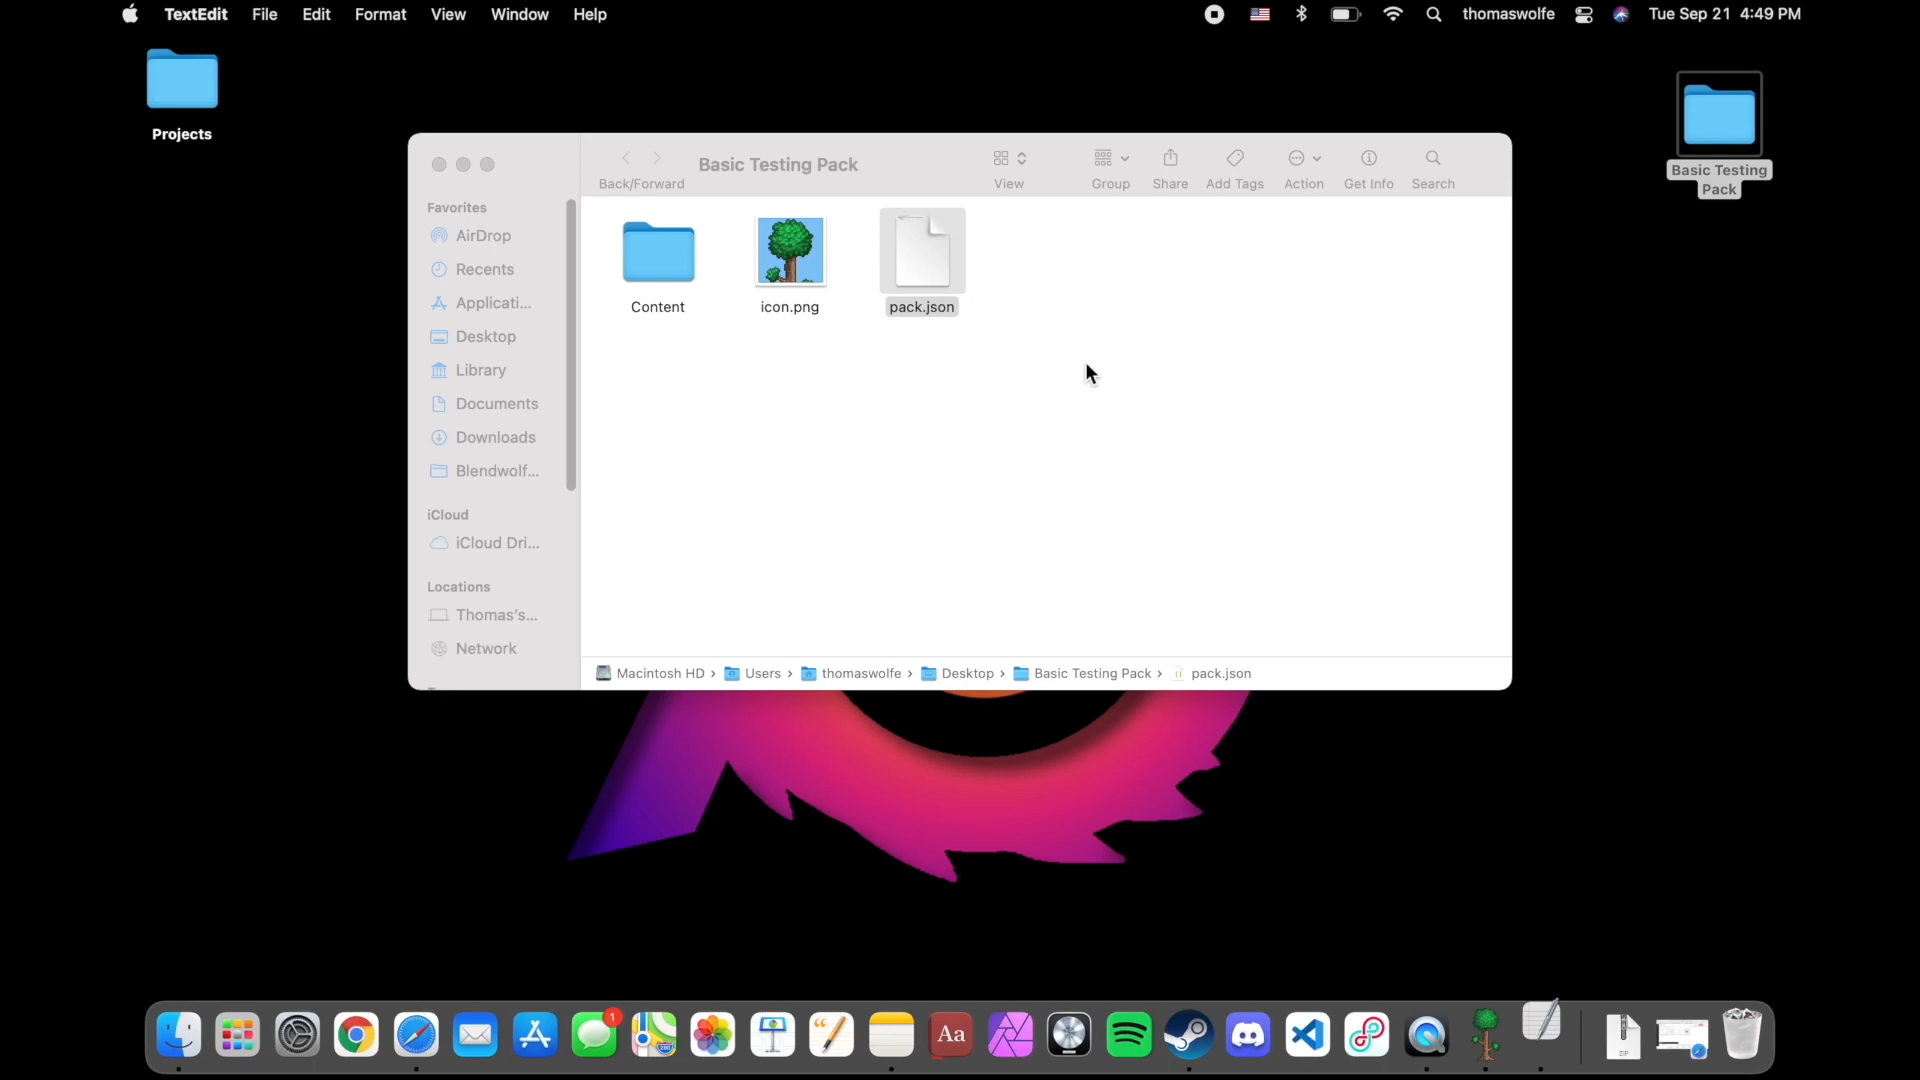 TextEdit File Edit Format View Window Help thomaswolfe Tue Sep 21 4:49 PM
Projects
Basic Testing
Pack
Basic Testing Pack
Back/Forward View Group Share Add Tags Action Get Info Search
Favorites
AirDrop
Recents
Applicati...
Desktop
Library
Documents
Downloads
Blendwolf...
iCloud
iCloud Dri...
Locations
Thomas's...
Network
Content icon.png pack.json
Macintosh HD › Users › thomaswolfe › Desktop › Basic Testing Pack › pack.json
1
280
Aa
ZIP